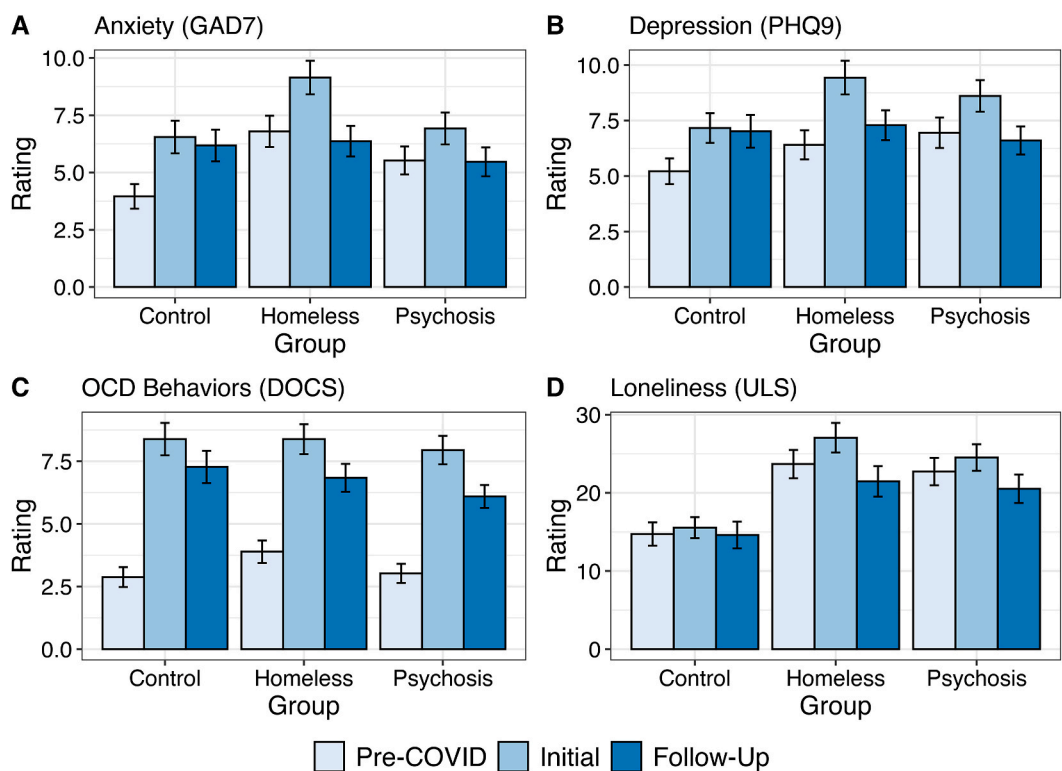 A Anxiety (GAD7)
10.0
7.5
5.0
2.5
0.0
Rating
Control Homeless Psychosis
Group
B Depression (PHQ9)
10.0
7.5
5.0
2.5
0.0
Rating
Control Homeless Psychosis
Group
C OCD Behaviors (DOCS)
7.5
5.0
2.5
0.0
Rating
Control Homeless Psychosis
Group
D Loneliness (ULS)
30
20
10
0
Rating
Control Homeless Psychosis
Group
Pre-COVID Initial Follow-Up